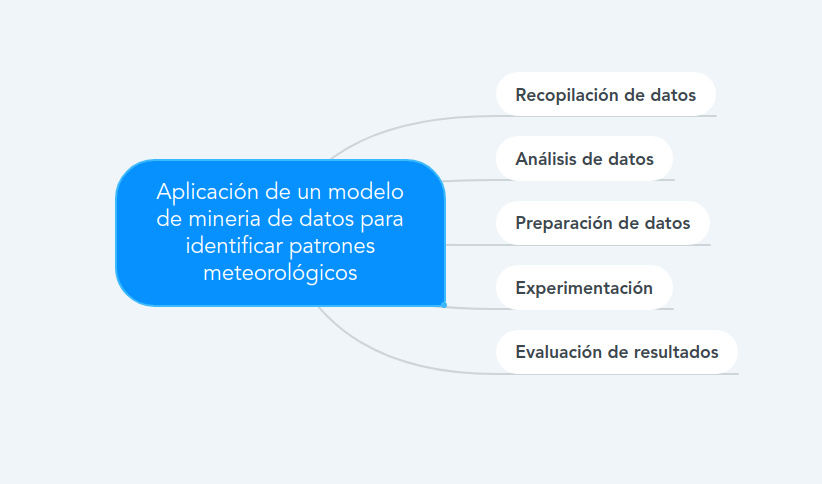 Aplicación de un modelo
de mineria de datos para
identificar patrones
meteorológicos
Recopilación de datos
Análisis de datos
Preparación de datos
Experimentación
Evaluación de resultados